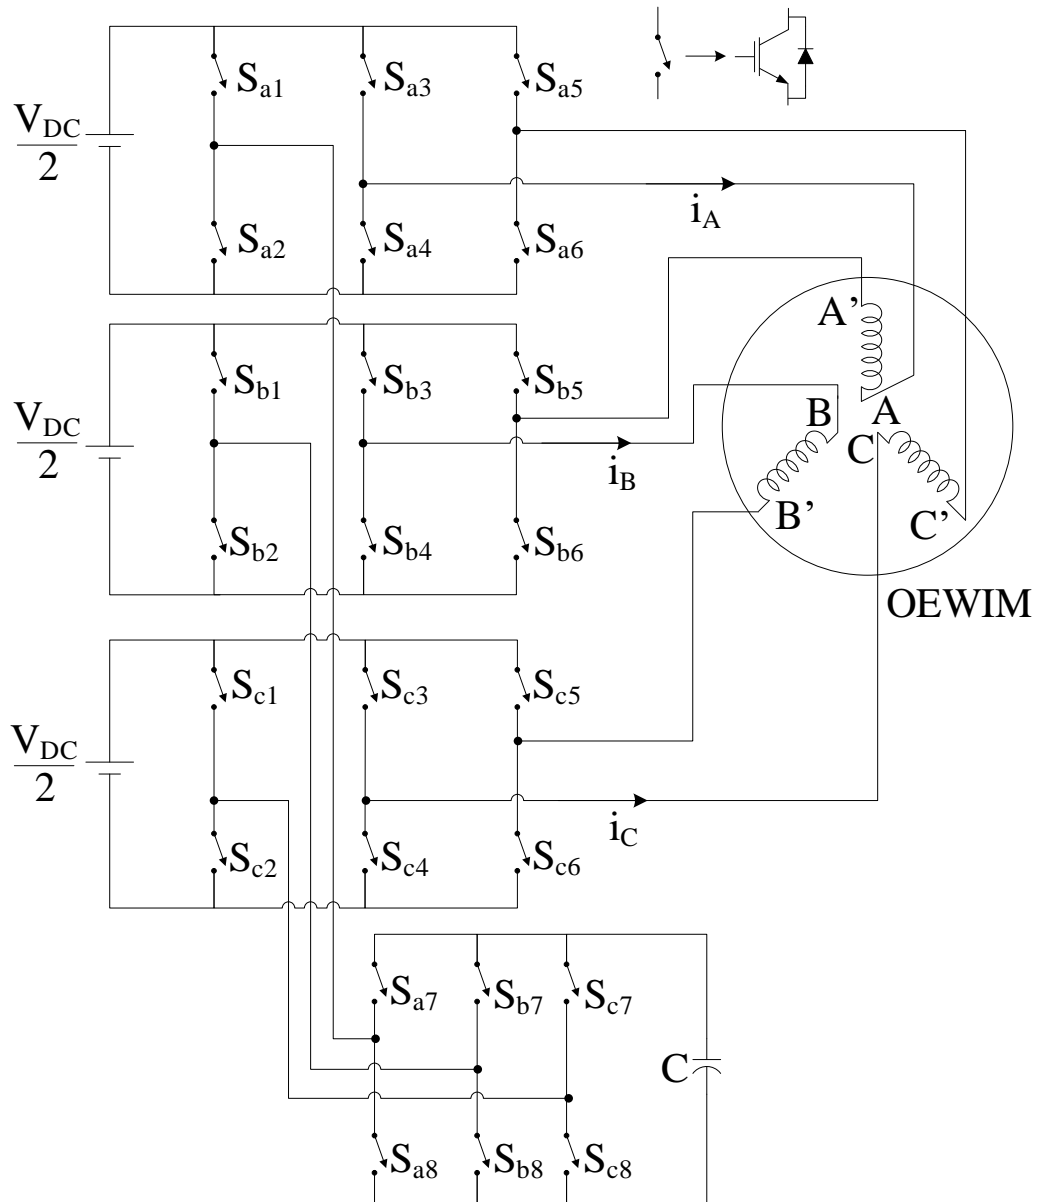 S_a1 S_a3 S_a5
V_DC
2
S_a2 S_a4 S_a6
i_A
A'
S_b1 S_b3 S_b5
V_DC
2
B A
C
i_B
B' C'
S_b2 S_b4 S_b6
OEWIM
S_c1 S_c3 S_c5
V_DC
2
i_C
S_c2 S_c4 S_c6
S_a7 S_b7 S_c7
C
S_a8 S_b8 S_c8